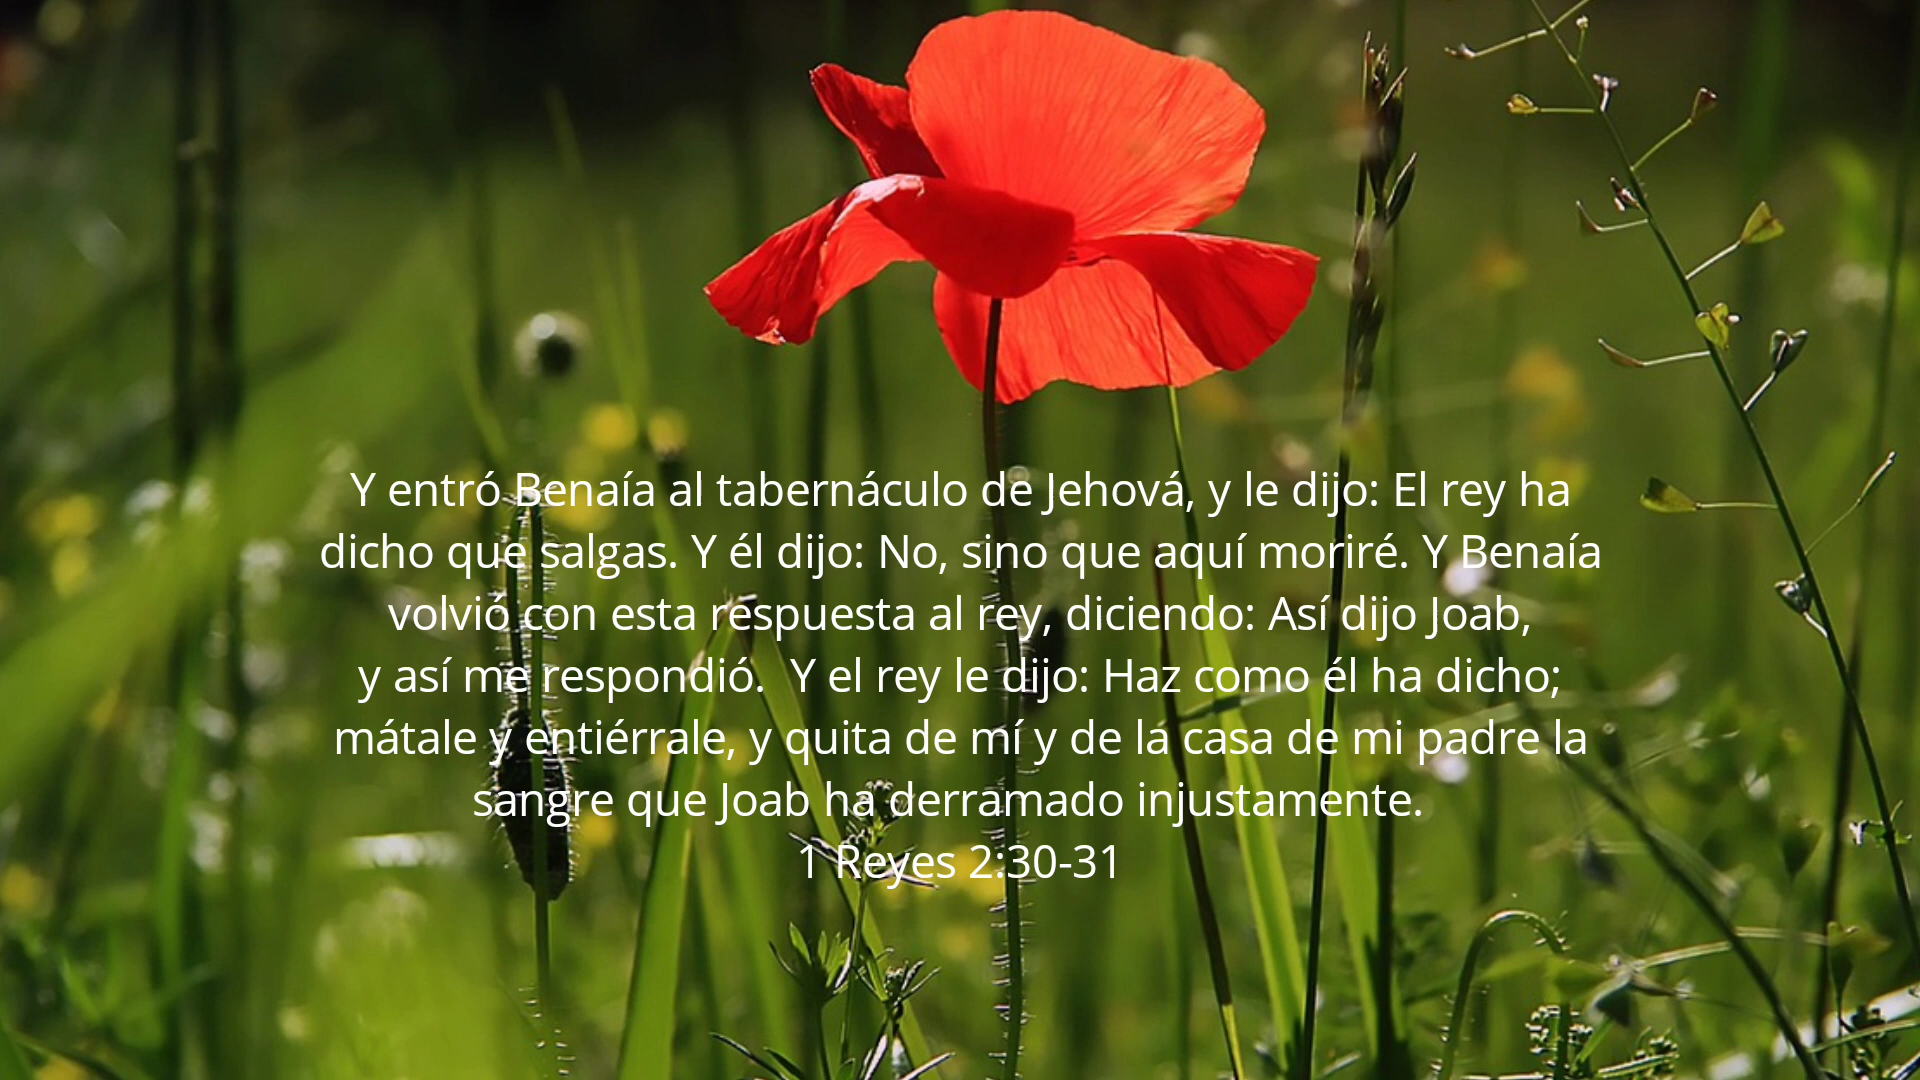 Y entró Benaía al tabernáculo de Jehová, y le dijo: El rey ha
dicho que salgas. Y él dijo: No, sino que aquí moriré. Y Benaía
volvió con esta respuesta al rey, diciendo: Así dijo Joab,
y así me respondió.  Y el rey le dijo: Haz como él ha dicho;
mátale y entiérrale, y quita de mí y de la casa de mi padre la
sangre que Joab ha derramado injustamente.
1 Reyes 2:30-31